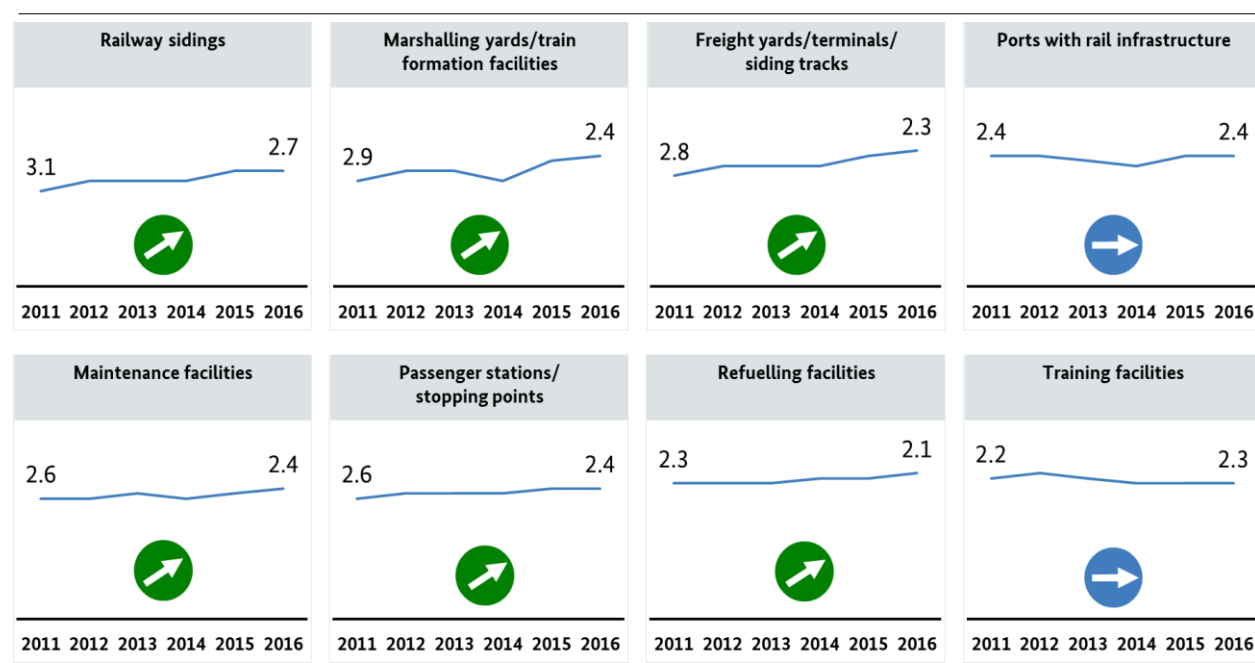 Railway sidings
3.1
2.7
2011 2012 2013 2014 2015 2016
Marshalling yards/train
formation facilities
2.9
2.4
2011 2012 2013 2014 2015 2016
Freight yards/terminals/
siding tracks
2.8
2.3
2011 2012 2013 2014 2015 2016
Ports with rail infrastructure
2.4
2.4
2011 2012 2013 2014 2015 2016
Maintenance facilities
2.6
2.4
2011 2012 2013 2014 2015 2016
Passenger stations/
stopping points
2.6
2.4
2011 2012 2013 2014 2015 2016
Refuelling facilities
2.3
2.1
2011 2012 2013 2014 2015 2016
Training facilities
2.2
2.3
2011 2012 2013 2014 2015 2016